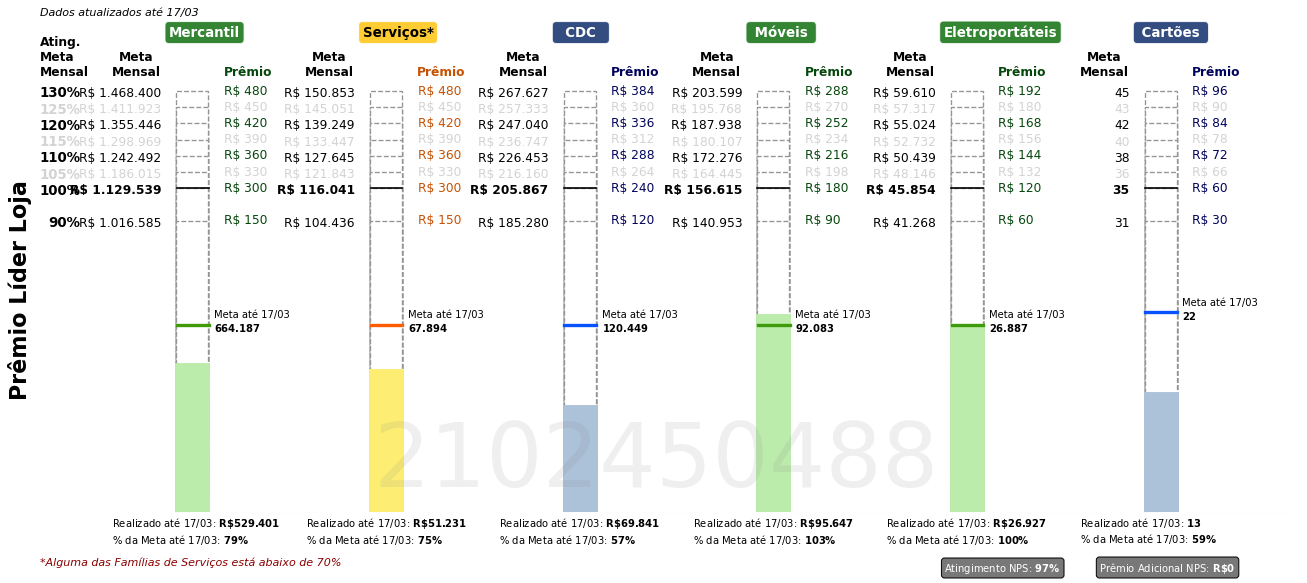 Dados atualizados até 17/03
Mercantil Serviços* CDC Móveis Eletroportáteis Cartões
Ating. Meta Mensal Meta Mensal Prêmio Meta Mensal Prêmio Meta Mensal Prêmio Meta Mensal Prêmio Meta Mensal Prêmio Meta Mensal Prêmio
130% R$ 1.468.400 R$ 480 R$ 150.853 R$ 480 R$ 267.627 R$ 384 R$ 203.599 R$ 288 R$ 59.610 R$ 192 45 R$ 96
125% R$ 1.411.923 R$ 450 R$ 145.051 R$ 450 R$ 257.333 R$ 360 R$ 195.768 R$ 270 R$ 57.317 R$ 180 43 R$ 90
120% R$ 1.355.446 R$ 420 R$ 139.249 R$ 420 R$ 247.040 R$ 336 R$ 187.938 R$ 252 R$ 55.024 R$ 168 42 R$ 84
115% R$ 1.298.969 R$ 390 R$ 133.447 R$ 390 R$ 236.747 R$ 312 R$ 180.107 R$ 234 R$ 52.732 R$ 156 40 R$ 78
110% R$ 1.242.492 R$ 360 R$ 127.645 R$ 360 R$ 226.453 R$ 288 R$ 172.276 R$ 216 R$ 50.439 R$ 144 38 R$ 72
105% R$ 1.186.015 R$ 330 R$ 121.843 R$ 330 R$ 216.160 R$ 264 R$ 164.445 R$ 198 R$ 48.146 R$ 132 36 R$ 66
100% R$ 1.129.539 R$ 300 R$ 116.041 R$ 300 R$ 205.867 R$ 240 R$ 156.615 R$ 180 R$ 45.854 R$ 120 35 R$ 60
90% R$ 1.016.585 R$ 150 R$ 104.436 R$ 150 R$ 185.280 R$ 120 R$ 140.953 R$ 90 R$ 41.268 R$ 60 31 R$ 30
Prêmio Líder Loja
Meta até 17/03 Meta até 17/03 Meta até 17/03 Meta até 17/03 Meta até 17/03 Meta até 17/03
664.187 67.894 120.449 92.083 26.887 22
2102450488
Realizado até 17/03: R$529.401 Realizado até 17/03: R$51.231 Realizado até 17/03: R$69.841 Realizado até 17/03: R$95.647 Realizado até 17/03: R$26.927 Realizado até 17/03: 13
% da Meta até 17/03: 79% % da Meta até 17/03: 75% % da Meta até 17/03: 57% % da Meta até 17/03: 103% % da Meta até 17/03: 100% % da Meta até 17/03: 59%
*Alguma das Famílias de Serviços está abaixo de 70% Atingimento NPS: 97% Prêmio Adicional NPS: R$0